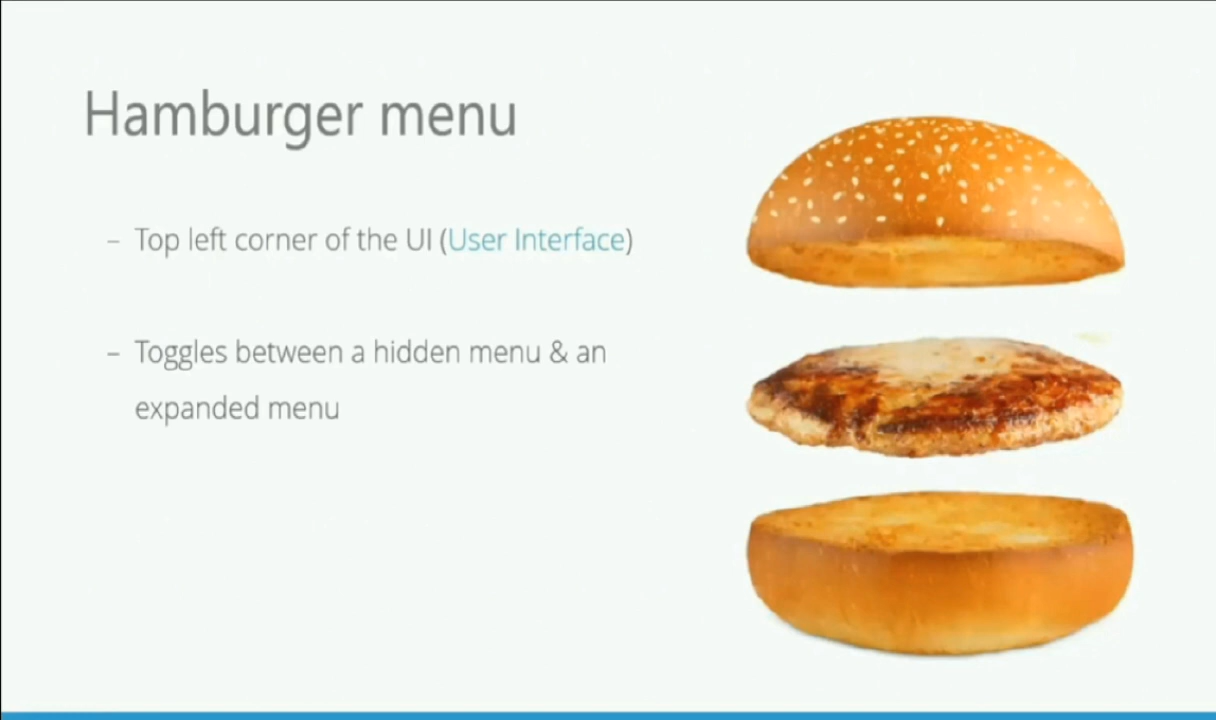 Hamburger menu
– Top left corner of the UI (User Interface)
– Toggles between a hidden menu & an
expanded menu